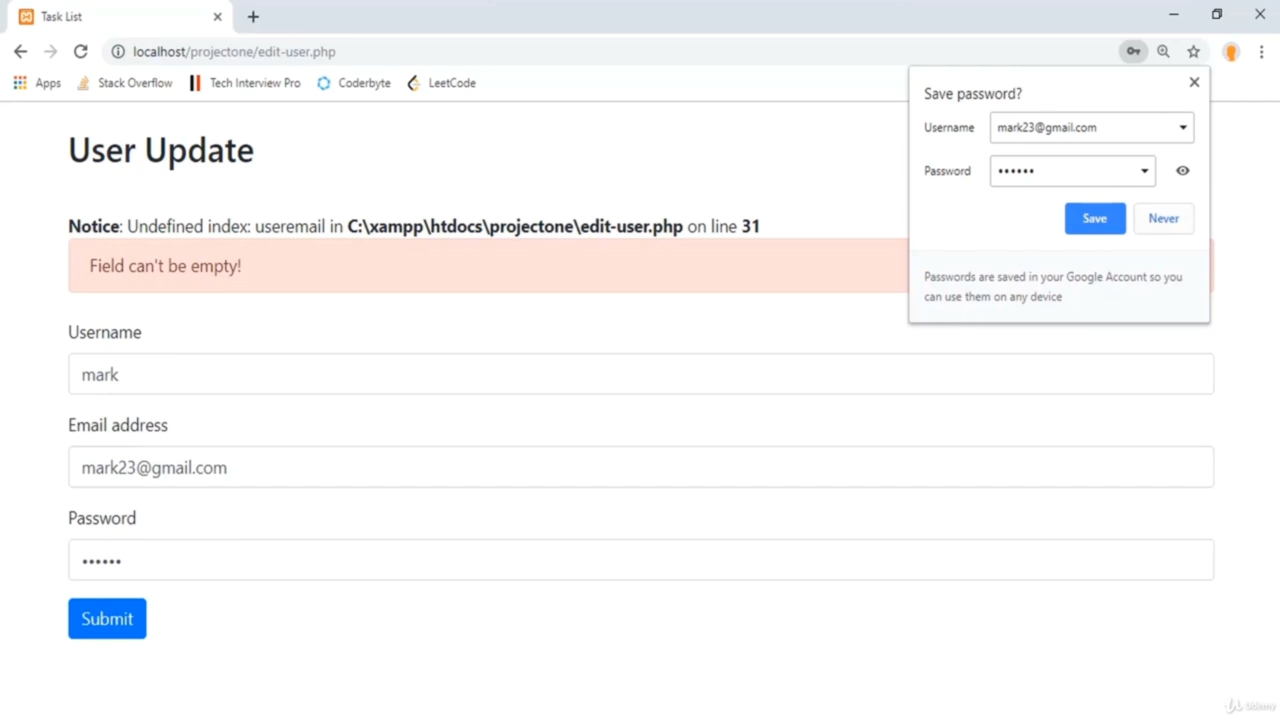 Task List
localhost/projectone/edit-user.php
Apps Stack Overflow Tech Interview Pro Coderbyte LeetCode
Save password?
Username mark23@gmail.com
Password ••••••
Save Never
Passwords are saved in your Google Account so you
can use them on any device
User Update
Notice: Undefined index: useremail in C:\xampp\htdocs\projectone\edit-user.php on line 31
Field can't be empty!
Username
mark
Email address
mark23@gmail.com
Password
••••••
Submit
Udemy